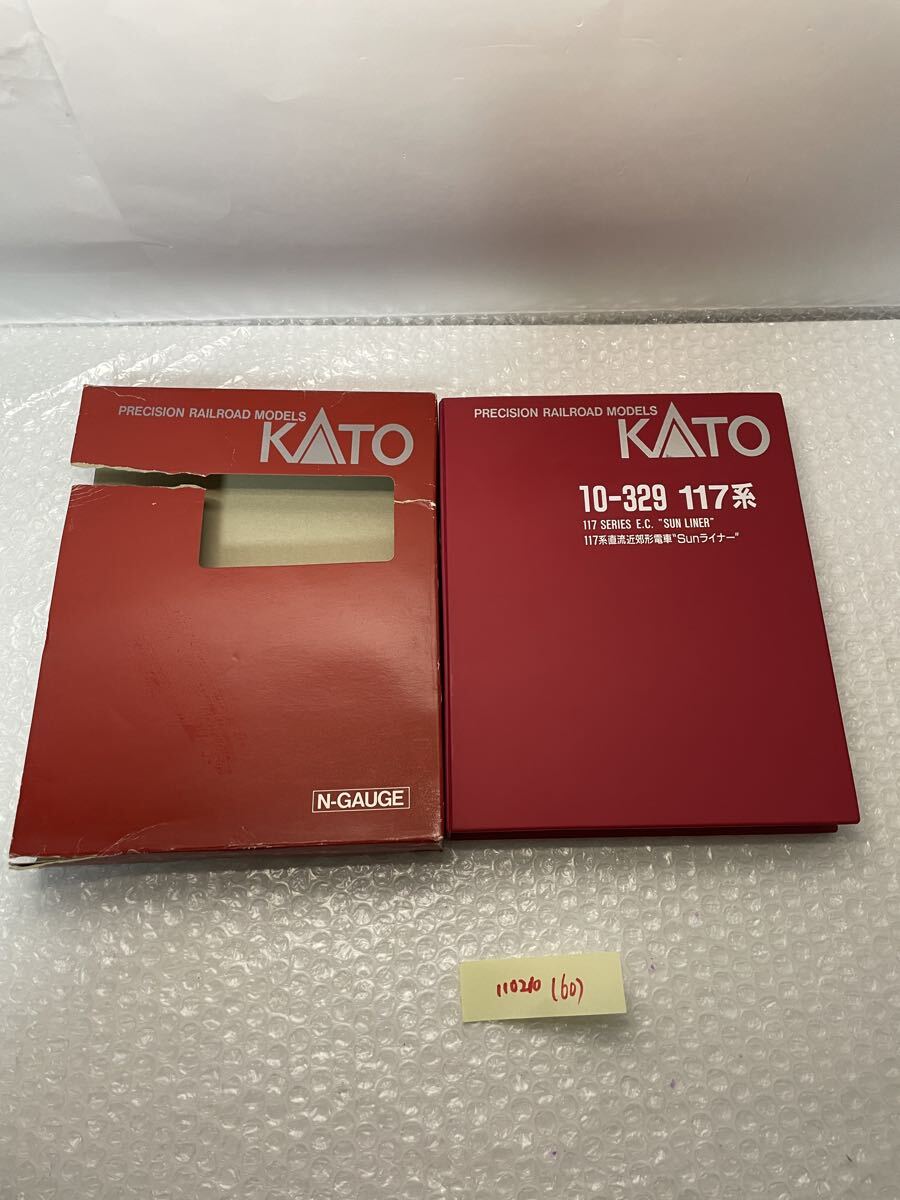 PRECISION RAILROAD MODELS
KATO
N-GAUGE
PRECISION RAILROAD MODELS
KATO
10-329 117系
117 SERIES E.C. "SUN LINER"
117系直流近郊形電車"Sunライナー"
110210 (60)